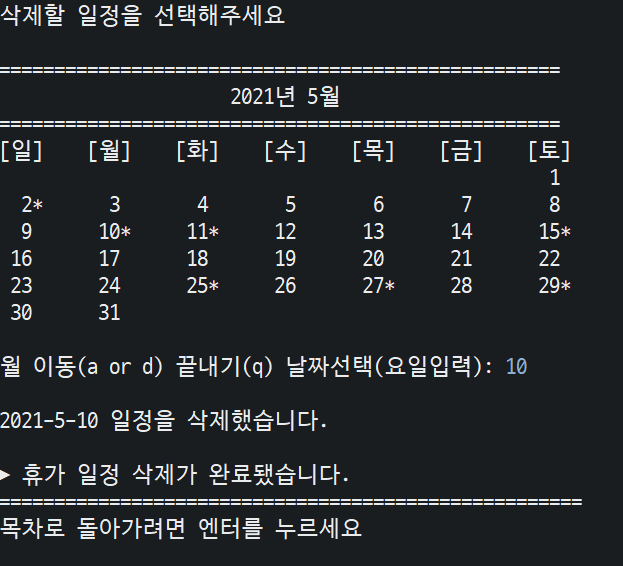 삭제할 일정을 선택해주세요
===================================================
2021년 5월
===================================================
[일] [월] [화] [수] [목] [금] [토]
1
2* 3 4 5 6 7 8
9 10* 11* 12 13 14 15*
16 17 18 19 20 21 22
23 24 25* 26 27* 28 29*
30 31
월 이동(a or d) 끝내기(q) 날짜선택(요일입력): 10
2021-5-10 일정을 삭제했습니다.
▶ 휴가 일정 삭제가 완료됐습니다.
=====================================================
목차로 돌아가려면 엔터를 누르세요